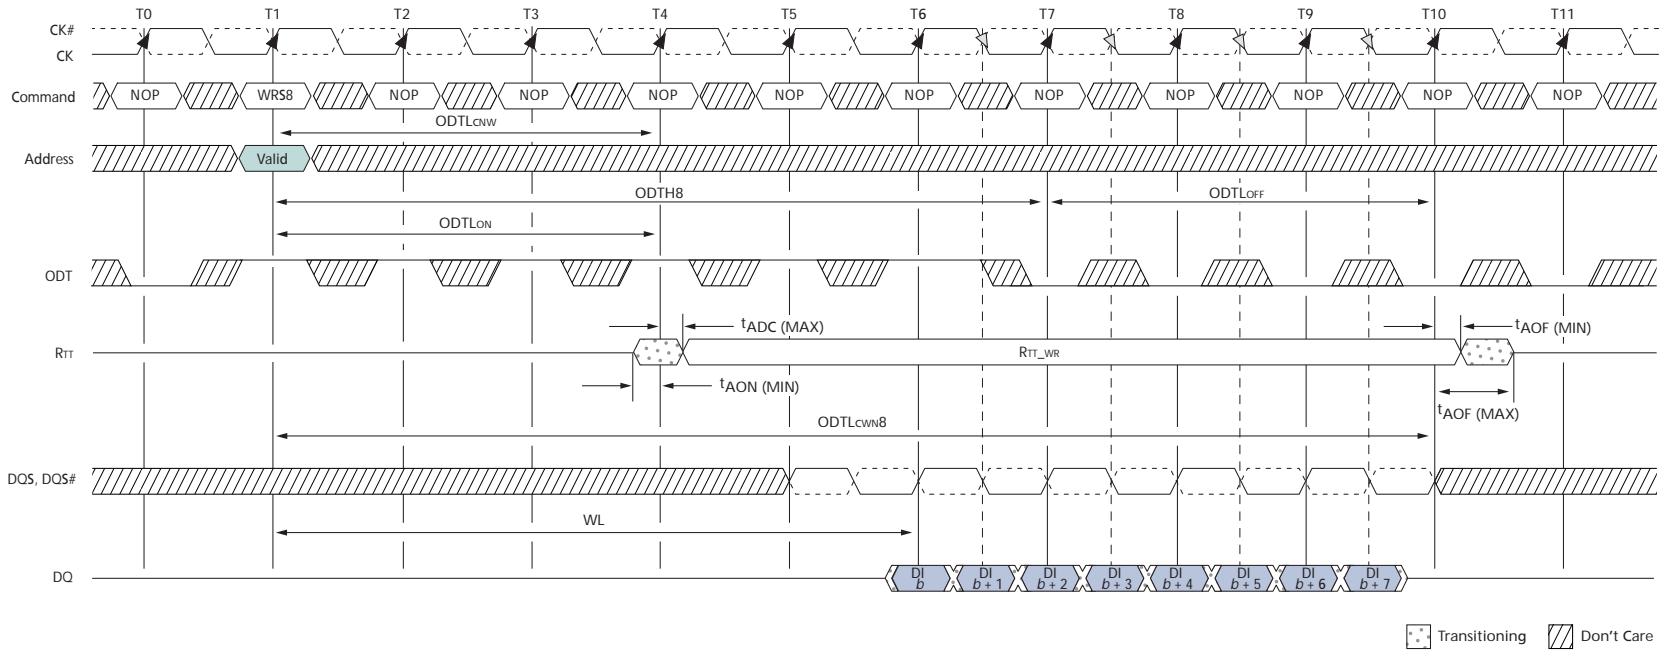 T0 T1 T2 T3 T4 T5 T6 T7 T8 T9 T10 T11
CK#
CK
Command NOP WRS8 NOP NOP NOP NOP NOP NOP NOP NOP NOP NOP
ODTLCNW
Address Valid
ODTH8 ODTLOFF
ODTLON
ODT
tADC (MAX) tAOF (MIN)
RTT RTT_WR
tAON (MIN)
tAOF (MAX)
ODTLCWN8
DQS, DQS#
WL
DQ
DI b
DI b + 1
DI b + 2
DI b + 3
DI b + 4
DI b + 5
DI b + 6
DI b + 7
Transitioning Don't Care